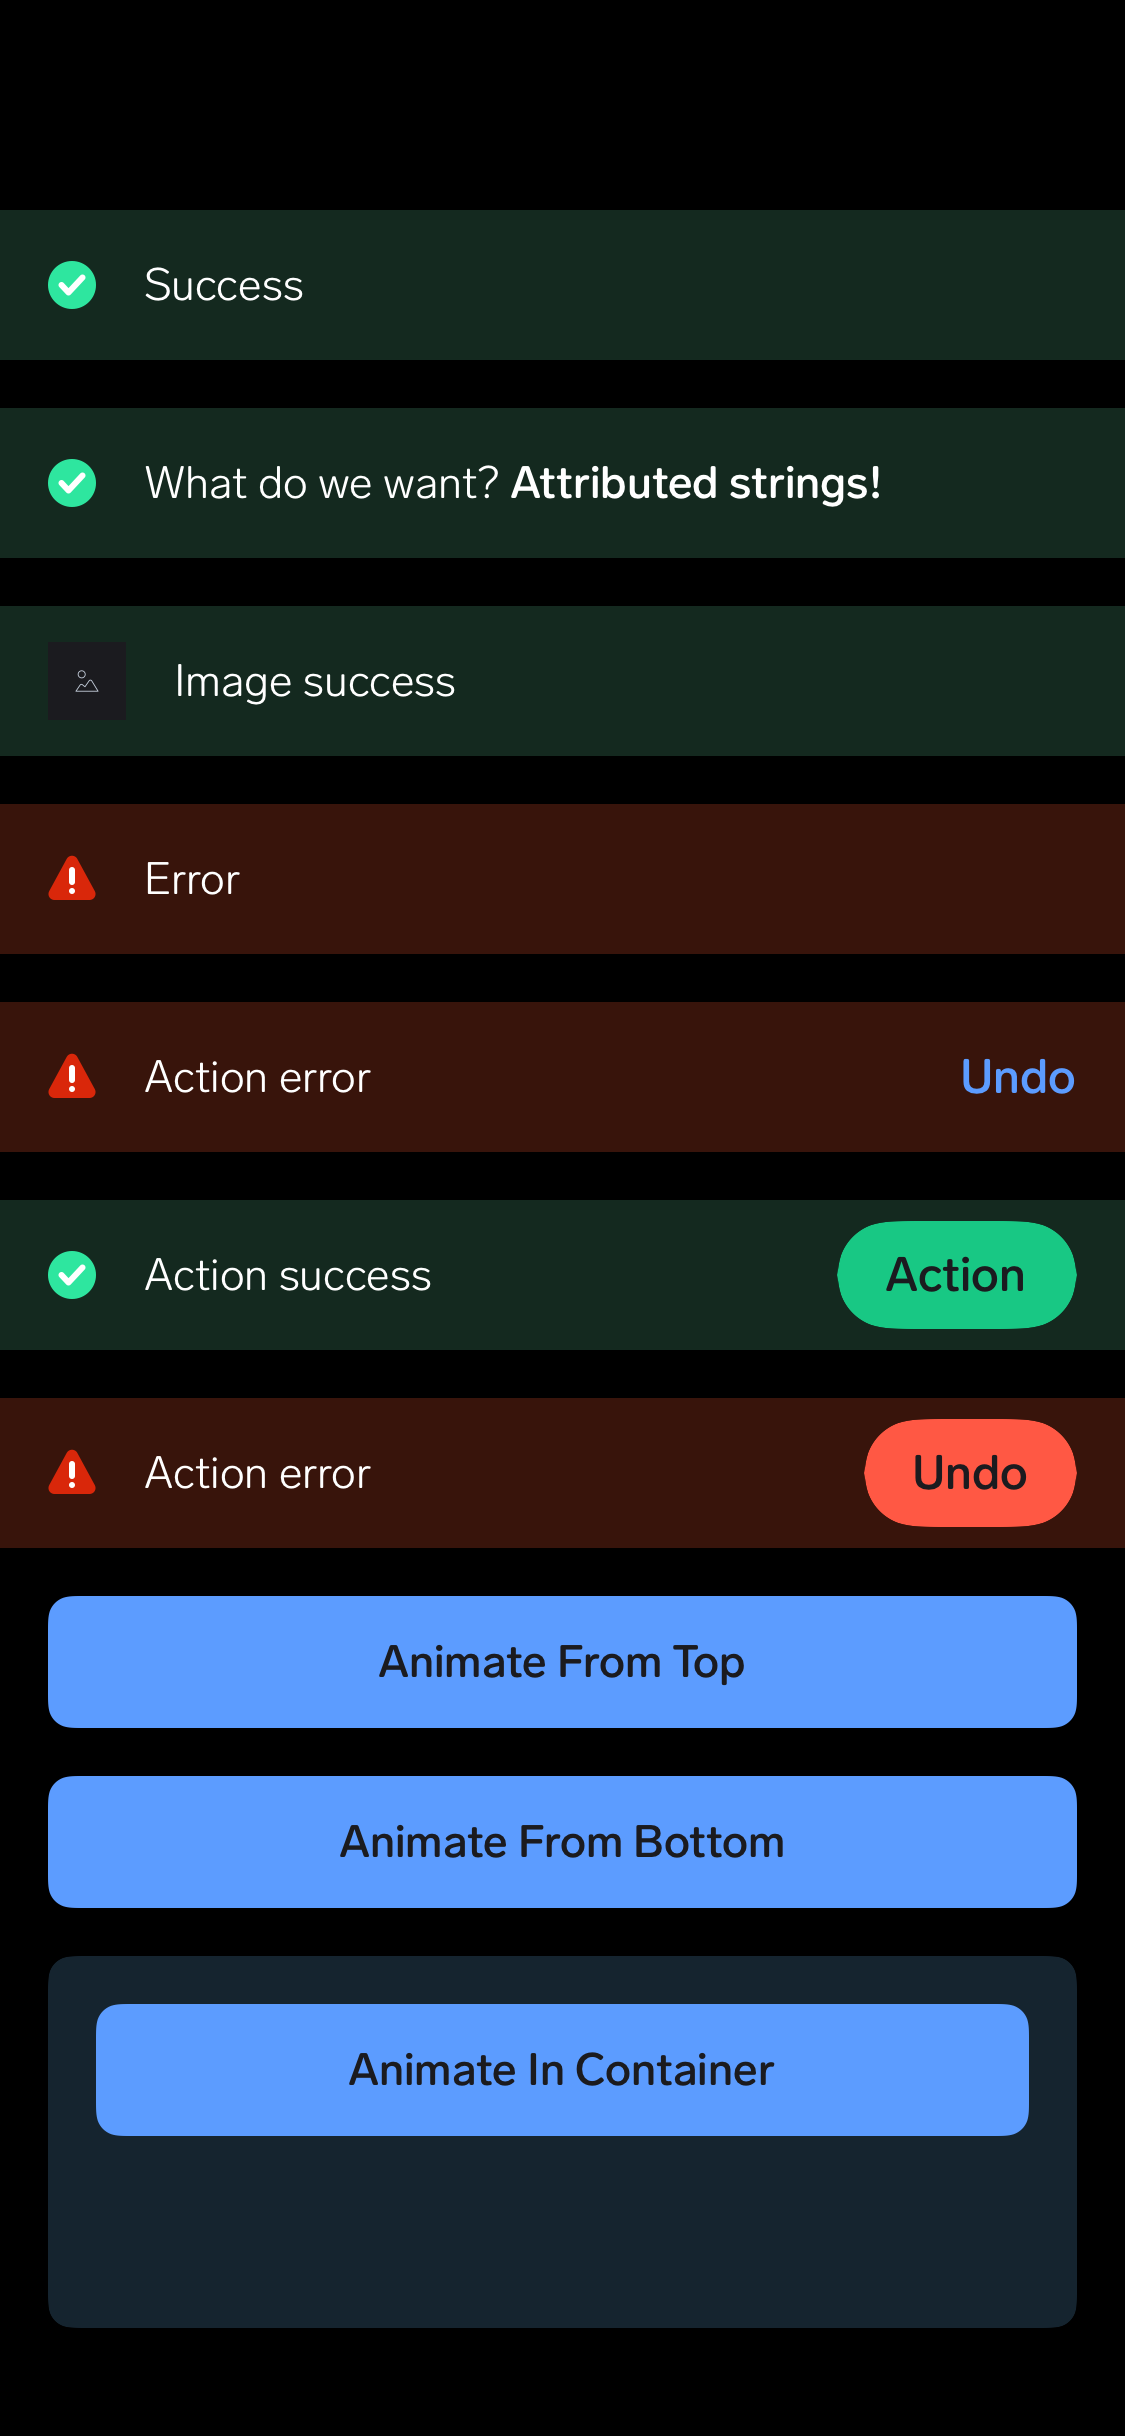 Success
What do we want? Attributed strings!
Image success
Error
Action error Undo
Action success Action
Action error Undo
Animate From Top
Animate From Bottom
Animate In Container